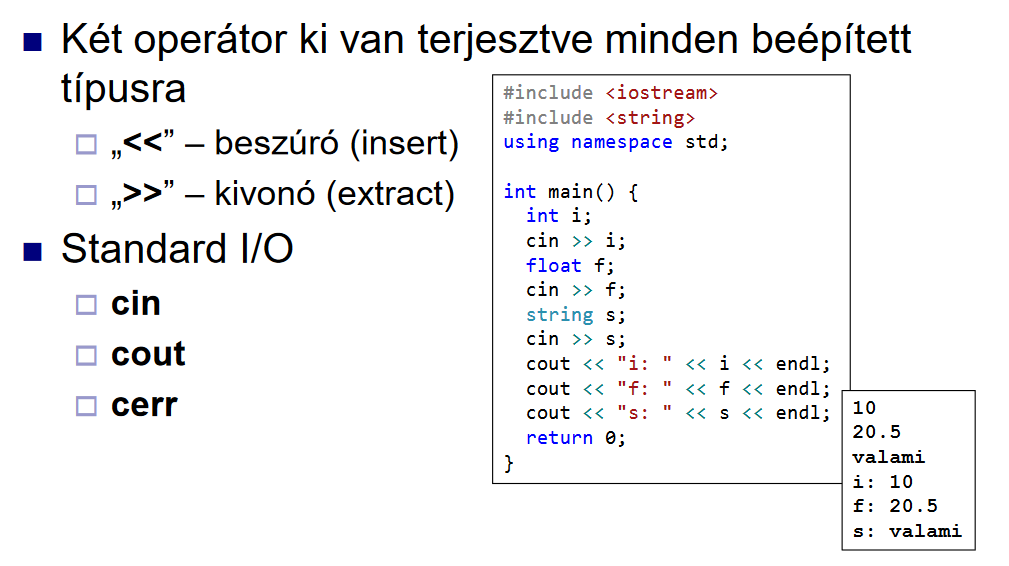 Két operátor ki van terjesztve minden beépített
típusra
„<<” – beszúró (insert)
„>>” – kivonó (extract)
Standard I/O
cin
cout
cerr
#include <iostream>
#include <string>
using namespace std;
int main() {
int i;
cin >> i;
float f;
cin >> f;
string s;
cin >> s;
cout << "i: " << i << endl;
cout << "f: " << f << endl;
cout << "s: " << s << endl;
return 0;
}
10
20.5
valami
i: 10
f: 20.5
s: valami